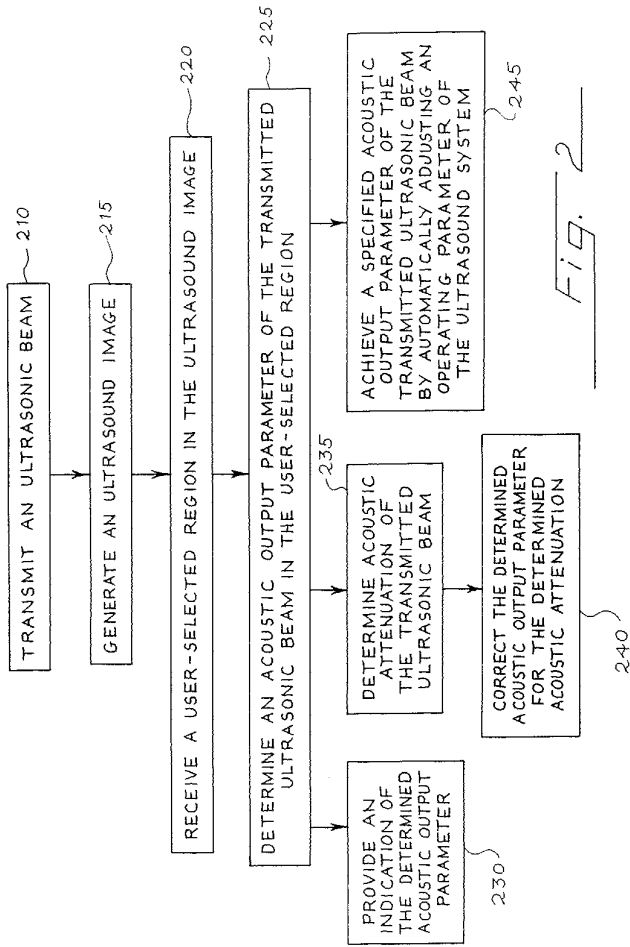 TRANSMIT AN ULTRASONIC BEAM
210
GENERATE AN ULTRASOUND IMAGE
215
RECEIVE A USER-SELECTED REGION IN THE ULTRASOUND IMAGE
220
DETERMINE AN ACOUSTIC OUTPUT PARAMETER OF THE TRANSMITTED
ULTRASONIC BEAM IN THE USER-SELECTED REGION
225
PROVIDE AN
INDICATION OF
THE DETERMINED
ACOUSTIC OUTPUT
PARAMETER
230
DETERMINE ACOUSTIC
ATTENUATION OF
THE TRANSMITTED
ULTRASONIC BEAM
235
CORRECT THE DETERMINED
ACOUSTIC OUTPUT PARAMETER
FOR THE DETERMINED
ACOUSTIC ATTENUATION
240
ACHIEVE A SPECIFIED ACOUSTIC
OUTPUT PARAMETER OF THE
TRANSMITTED ULTRASONIC BEAM
BY AUTOMATICALLY ADJUSTING AN
OPERATING PARAMETER OF
THE ULTRASOUND SYSTEM
245
Fig. 2